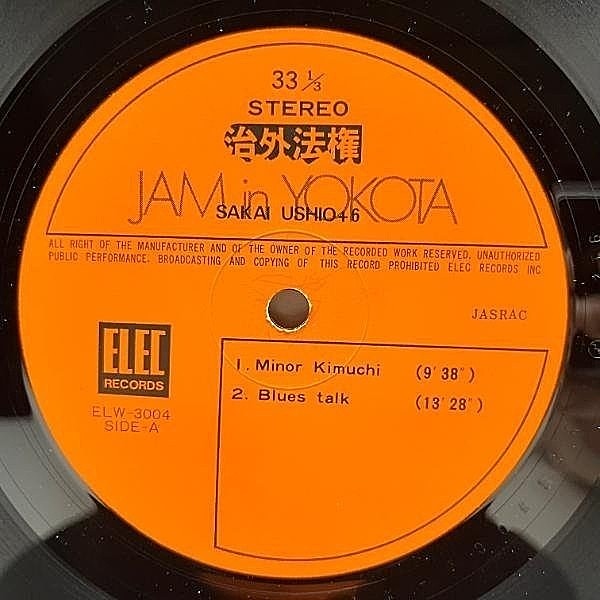 33 1/3
STEREO
治外法権
JAM in YOKOTA
SAKAI USHIO+6
ALL RIGHT OF THE MANUFACTURER AND OF THE OWNER OF THE RECORDED WORK RESERVED. UNAUTHORIZED
PUBLIC PERFORMANCE. BROADCASTING AND COPYING OF THIS RECORD PROHIBITED ELEC RECORDS INC
JASRAC
ELEC
RECORDS
ELW-3004
SIDE-A
1. Minor Kimuchi (9'38")
2. Blues talk (13'28")